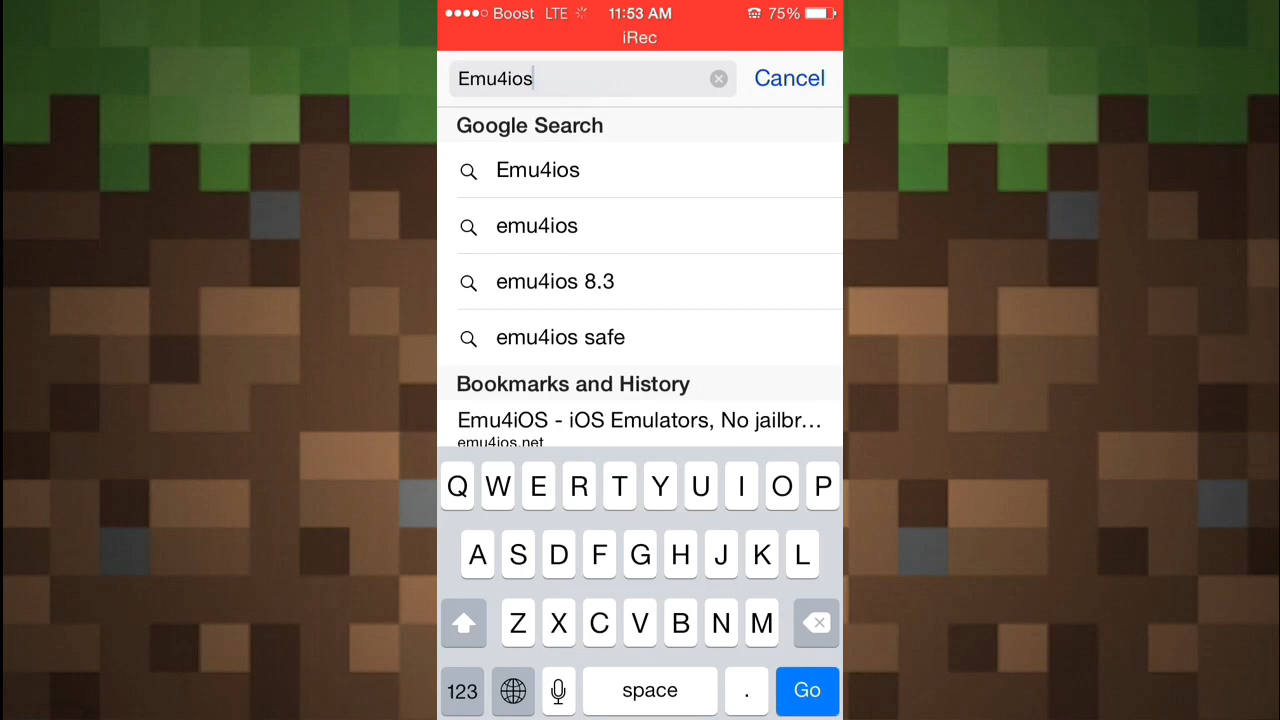 Boost LTE 11:53 AM 75%
iRec
Emu4ios Cancel
Google Search
Emu4ios
emu4ios
emu4ios 8.3
emu4ios safe
Bookmarks and History
Emu4iOS - iOS Emulators, No jailbr...
emu4ios.net
Q W E R T Y U I O P
A S D F G H J K L
Z X C V B N M
123 space . Go